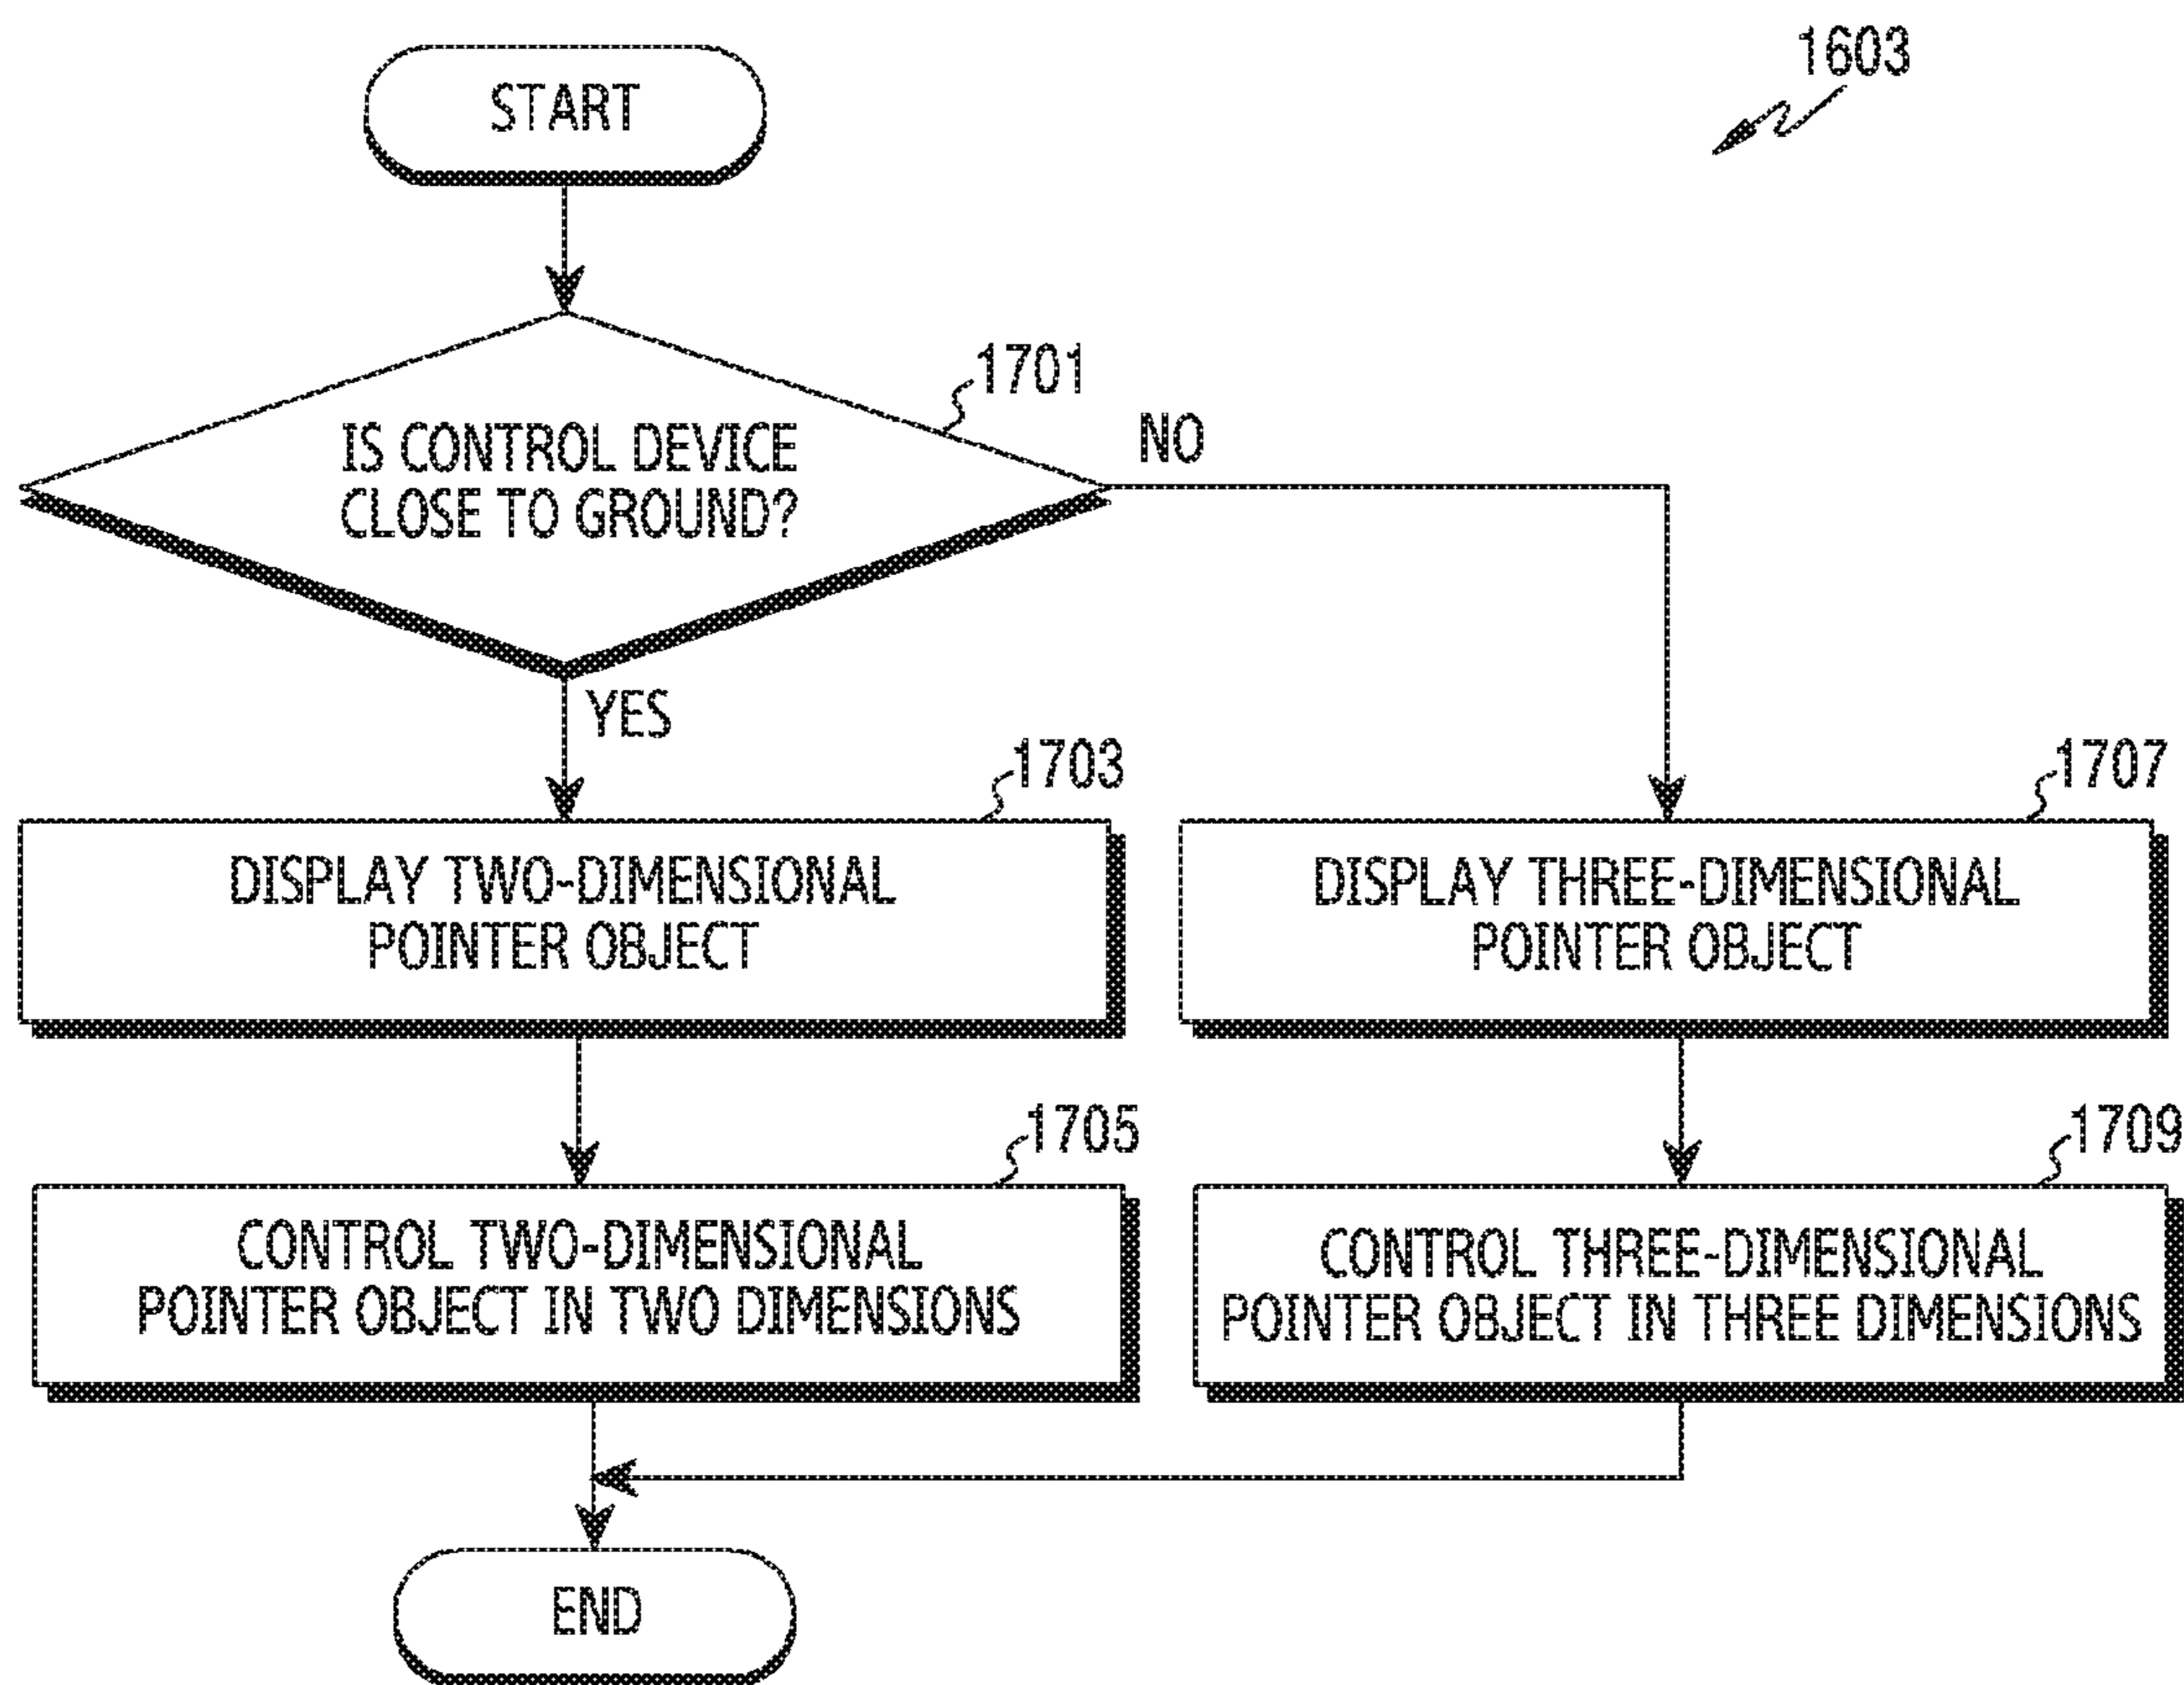 1603
START
1701
IS CONTROL DEVICE
CLOSE TO GROUND?
NO
YES
1703
DISPLAY TWO-DIMENSIONAL
POINTER OBJECT
1707
DISPLAY THREE-DIMENSIONAL
POINTER OBJECT
1705
CONTROL TWO-DIMENSIONAL
POINTER OBJECT IN TWO DIMENSIONS
1709
CONTROL THREE-DIMENSIONAL
POINTER OBJECT IN THREE DIMENSIONS
END